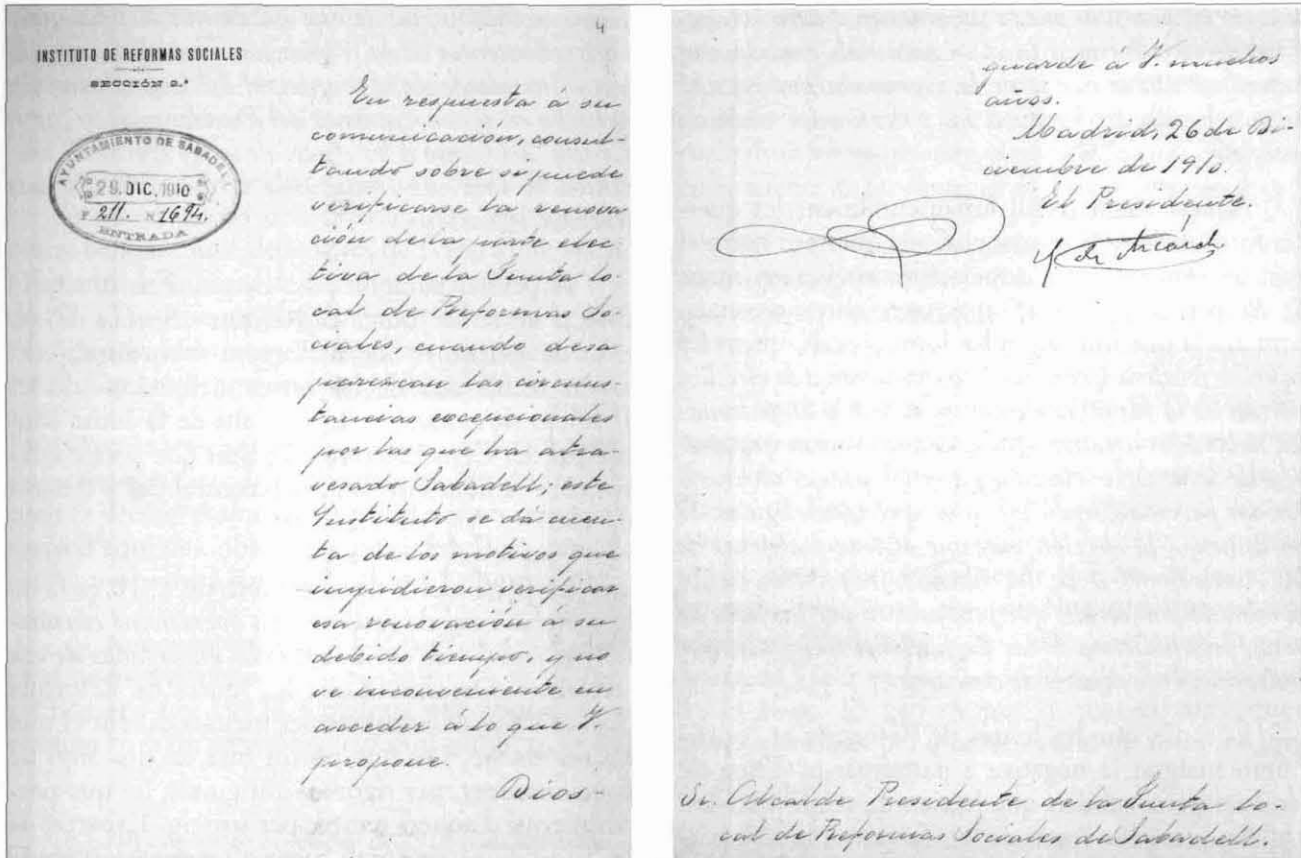 4
INSTITUTO DE REFORMAS SOCIALES
SECCIÓN 2.ª
AYUNTAMIENTO DE SABADELL
29. DIC. 1910
F 211. N 1694.
ENTRADA
En respuesta á su
comunicación, consul-
tando sobre si puede
verificarse la renova
ción de la parte elec
tiva de la Junta lo-
cal de Reformas So-
ciales, cuando desa
parezcan las circuns
tancias excepcionales
por las que ha atra-
vesado Sabadell, este
Instituto se da cuen-
ta de los motivos que
impidieron verificar
esa renovación á su
debido tiempo, y no
ve inconveniente en
acceder á lo que V.
propone.
Dios
guarde á V. muchos
años.
Madrid, 26 de Di-
ciembre de 1910.
El Presidente.
Azcárate
Sr. Alcalde Presidente de la Junta lo-
cal de Reformas Sociales de Sabadell.